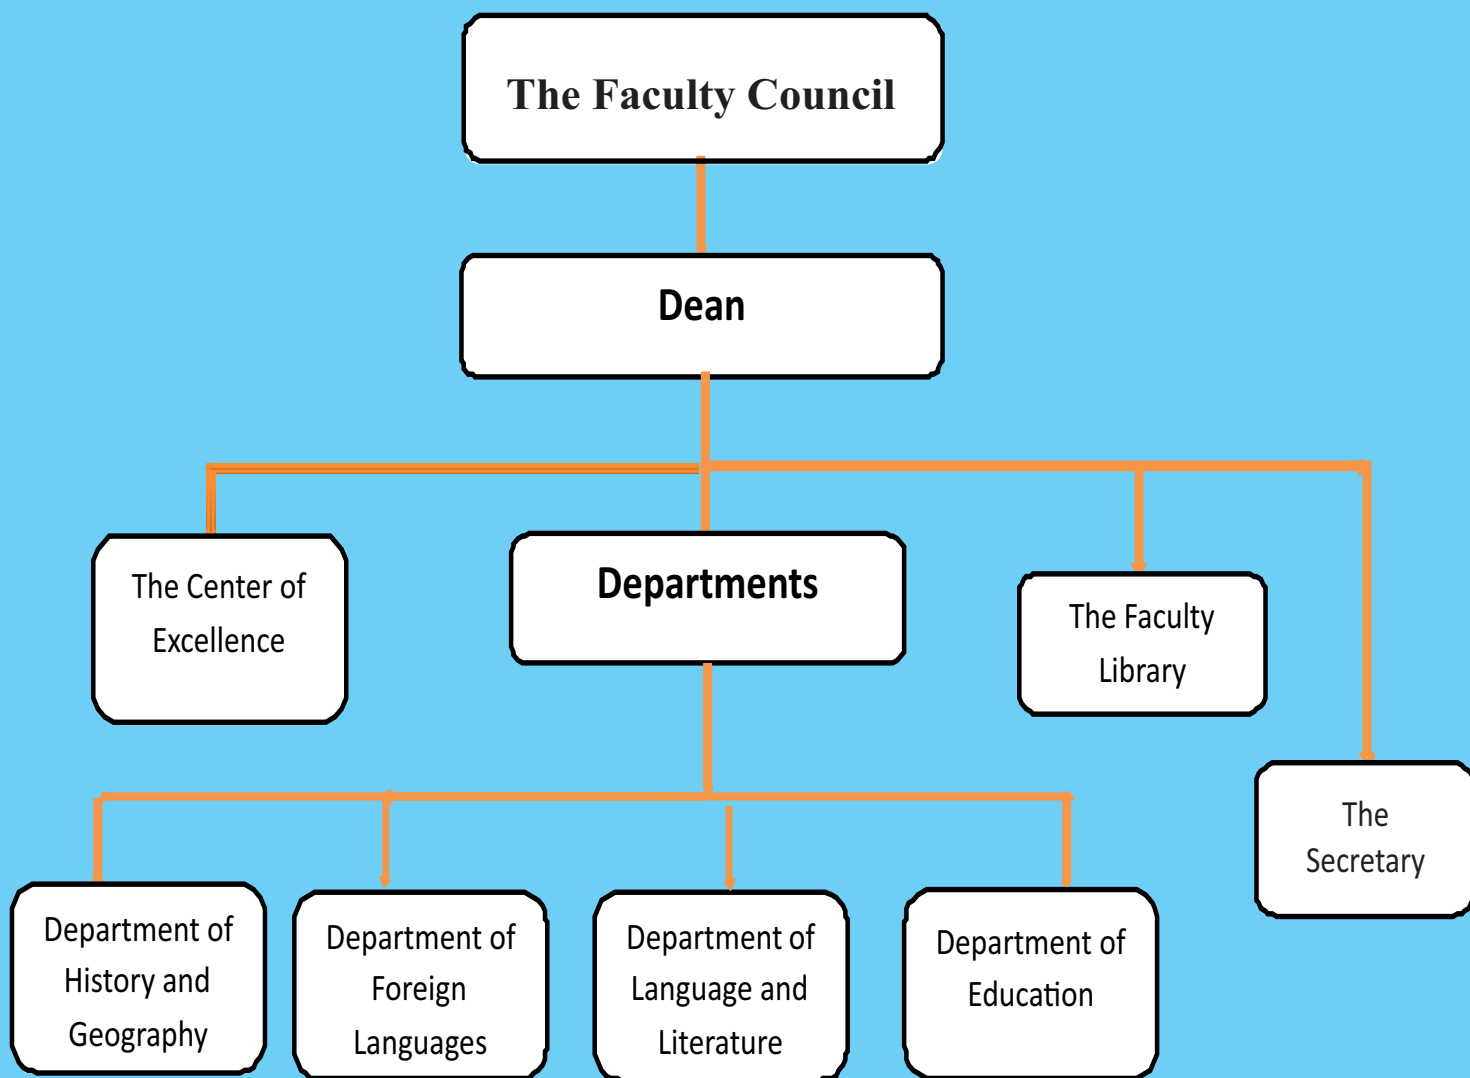 The Faculty Council
Dean
The Center of
Excellence
Departments
The Faculty
Library
The
Secretary
Department of
History and
Geography
Department of
Foreign
Languages
Department of
Language and
Literature
Department of
Education